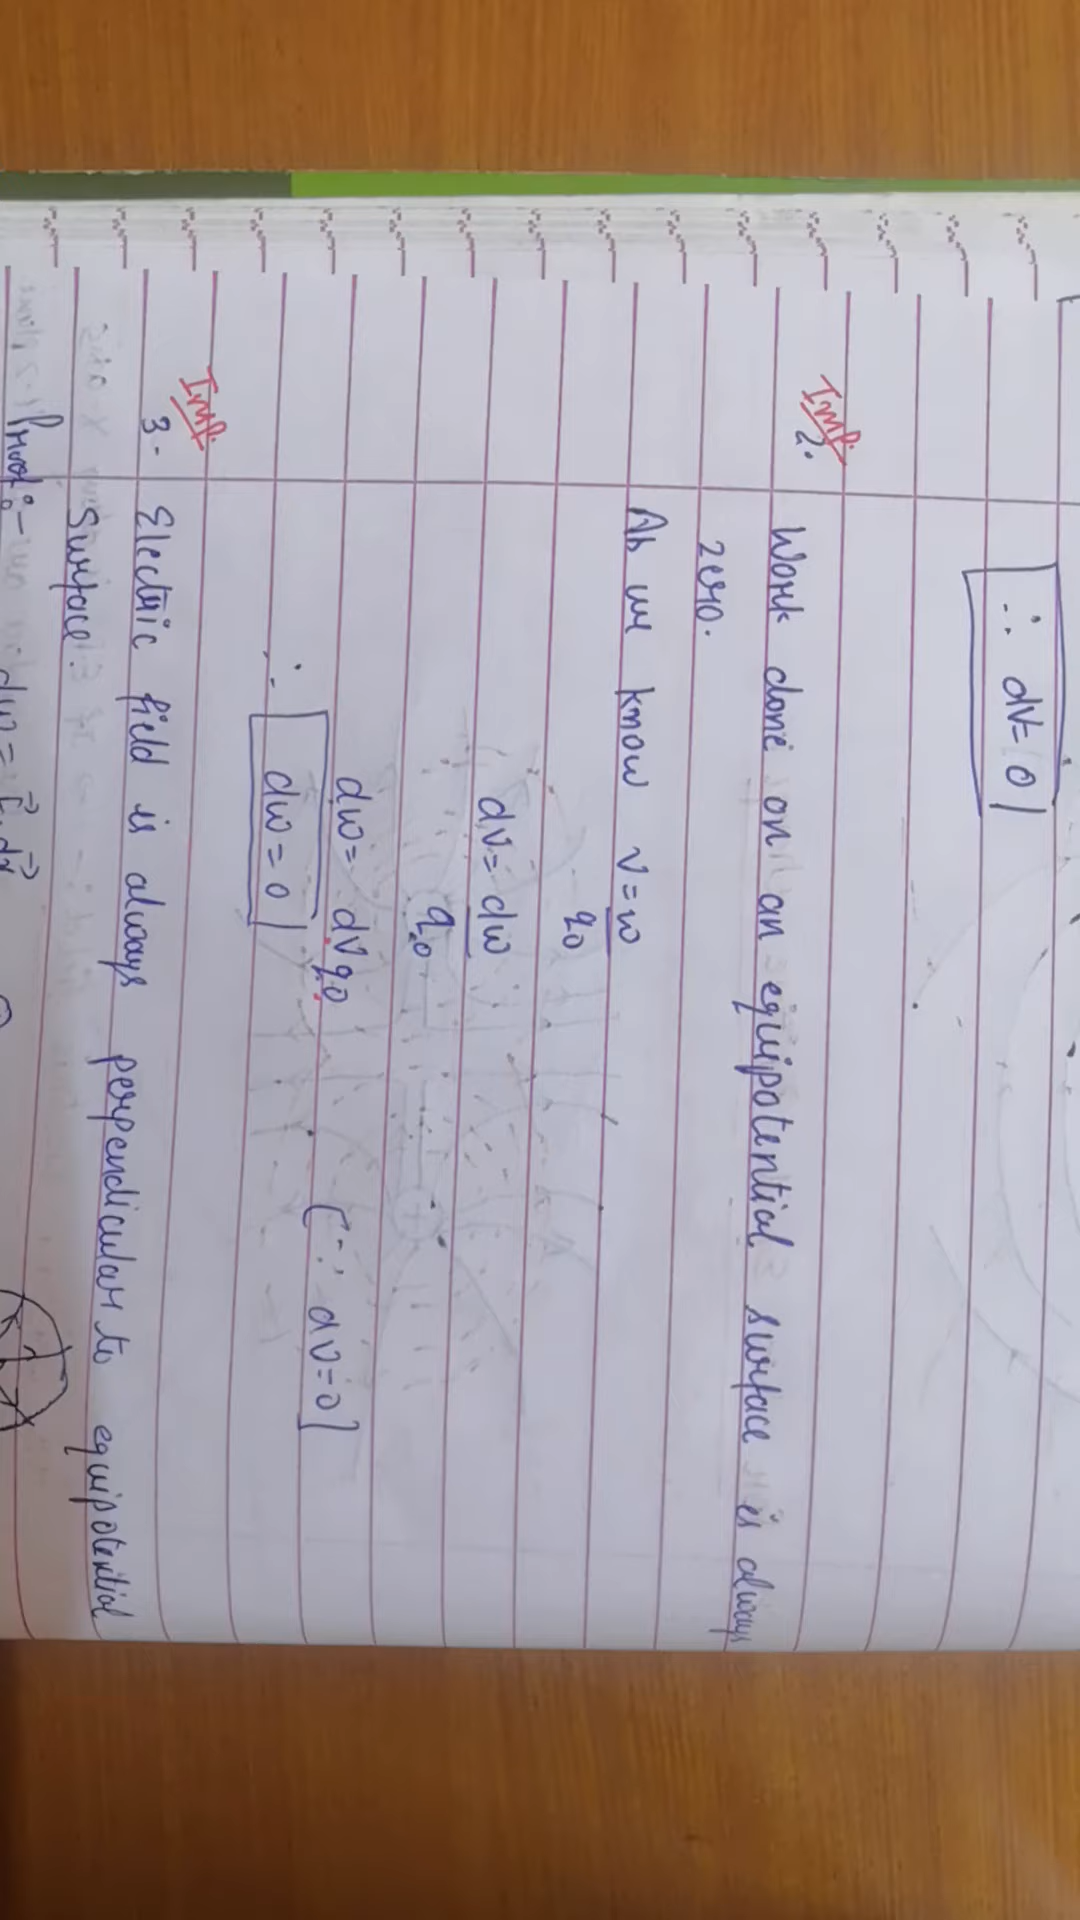 ∴ dV = 0
Imp. 2. Work done on an equipotential surface is always
zero.
As we know v = w
q0
dv = dw
q0
dw = dv q0 (∵ dv = 0)
∴ dw = 0
Imp.
3. Electric field is always perpendicular to equipotential
Surface.
Proof:- dw =